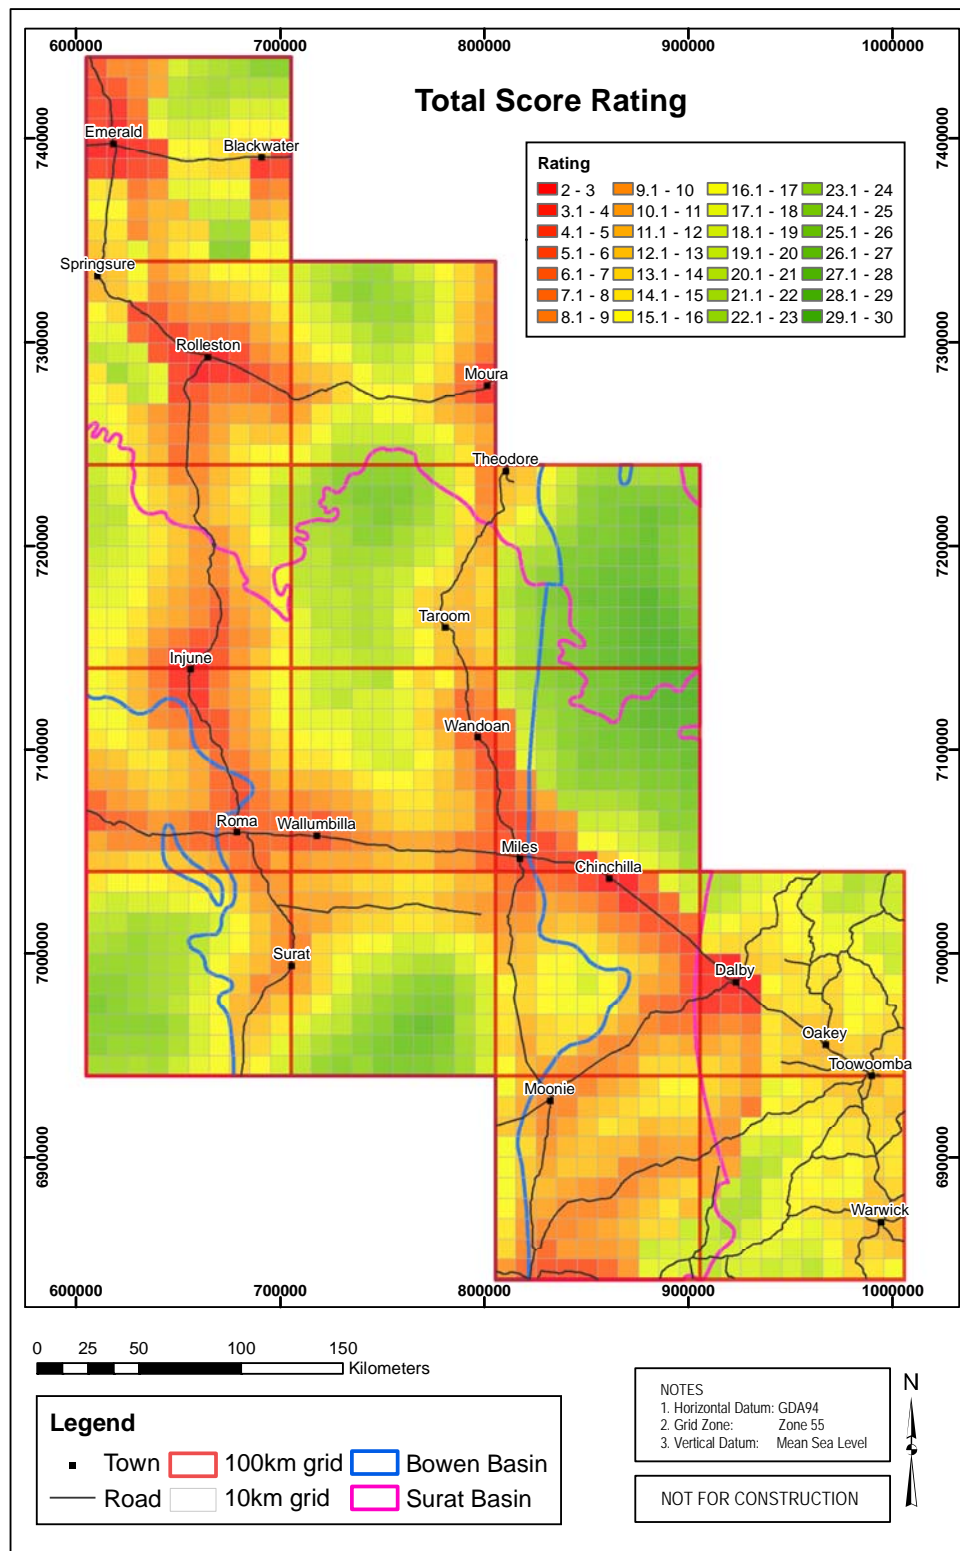 600000 700000 800000 900000 1000000
Total Score Rating
7400000 7400000
Rating
2 - 3 9.1 - 10 16.1 - 17 23.1 - 24
3.1 - 4 10.1 - 11 17.1 - 18 24.1 - 25
4.1 - 5 11.1 - 12 18.1 - 19 25.1 - 26
5.1 - 6 12.1 - 13 19.1 - 20 26.1 - 27
6.1 - 7 13.1 - 14 20.1 - 21 27.1 - 28
7.1 - 8 14.1 - 15 21.1 - 22 28.1 - 29
8.1 - 9 15.1 - 16 22.1 - 23 29.1 - 30
Emerald
Blackwater
Springsure
7300000 7300000
Rolleston
Moura
Theodore
7200000 7200000
Taroom
Injune
Wandoan
7100000 7100000
Roma
Wallumbilla
Miles
Chinchilla
7000000 7000000
Surat
Dalby
Oakey
Toowoomba
Moonie
6900000 6900000
Warwick
600000 700000 800000 900000 1000000
0 25 50 100 150
Kilometers
Legend
Town 100km grid Bowen Basin
Road 10km grid Surat Basin
NOTES
1. Horizontal Datum: GDA94
2. Grid Zone: Zone 55
3. Vertical Datum: Mean Sea Level
N
NOT FOR CONSTRUCTION